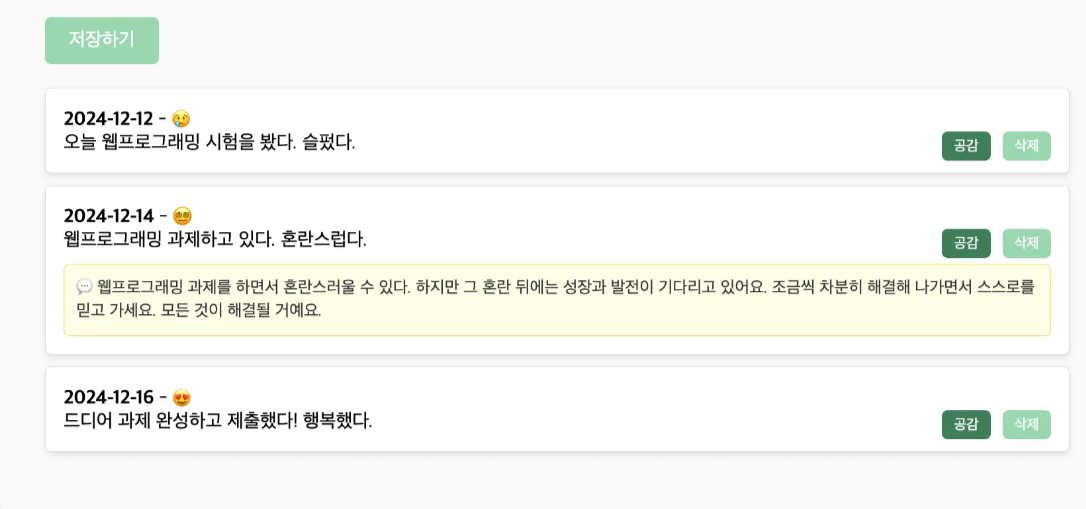 저장하기
2024-12-12 - 😢
오늘 웹프로그래밍 시험을 봤다. 슬펐다.
공감 삭제
2024-12-14 - 😵‍💫
웹프로그래밍 과제하고 있다. 혼란스럽다.
공감 삭제
💬 웹프로그래밍 과제를 하면서 혼란스러울 수 있다. 하지만 그 혼란 뒤에는 성장과 발전이 기다리고 있어요. 조금씩 차분히 해결해 나가면서 스스로를
믿고 가세요. 모든 것이 해결될 거예요.
2024-12-16 - 😍
드디어 과제 완성하고 제출했다! 행복했다.
공감 삭제